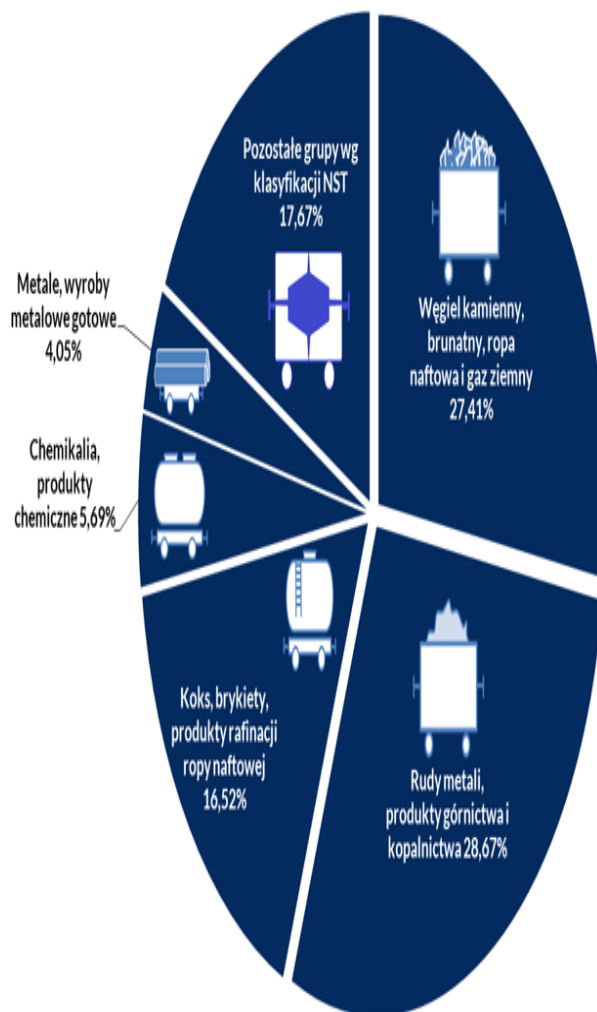 Pozostałe grupy wg
klasyfikacji NST
17,67%
Węgiel kamienny,
brunatny, ropa
naftowa i gaz ziemny
27,41%
Metale, wyroby
metalowe gotowe
4,05%
Chemikalia,
produkty
chemiczne 5,69%
Koks, brykiety,
produkty rafinacji
ropy naftowej
16,52%
Rudy metali,
produkty górnictwa i
kopalnictwa 28,67%